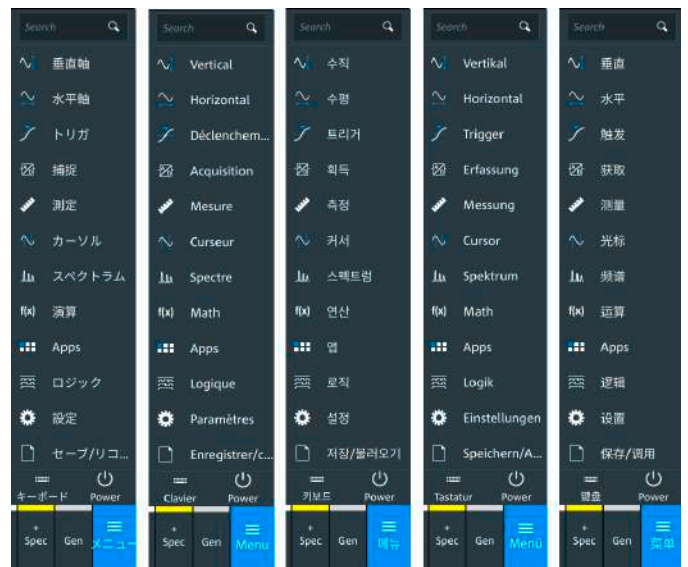 Search
垂直軸
水平軸
トリガ
捕捉
測定
カーソル
スペクトラム
f(x) 演算
Apps
ロジック
設定
セーブ/リコ...
キーボード Power
+
Spec Gen メニュー
Search
Vertical
Horizontal
Déclenchem...
Acquisition
Mesure
Curseur
Spectre
f(x) Math
Apps
Logique
Paramètres
Enregistrer/c...
Clavier Power
+
Spec Gen Menu
Search
수직
수평
트리거
획득
측정
커서
스펙트럼
f(x) 연산
앱
로직
설정
저장/불러오기
키보드 Power
+
Spec Gen 메뉴
Search
Vertikal
Horizontal
Trigger
Erfassung
Messung
Cursor
Spektrum
f(x) Math
Apps
Logik
Einstellungen
Speichern/A...
Tastatur Power
+
Spec Gen Menü
Search
垂直
水平
触发
获取
测量
光标
频谱
f(x) 运算
Apps
逻辑
设置
保存/调用
键盘 Power
+
Spec Gen 菜单